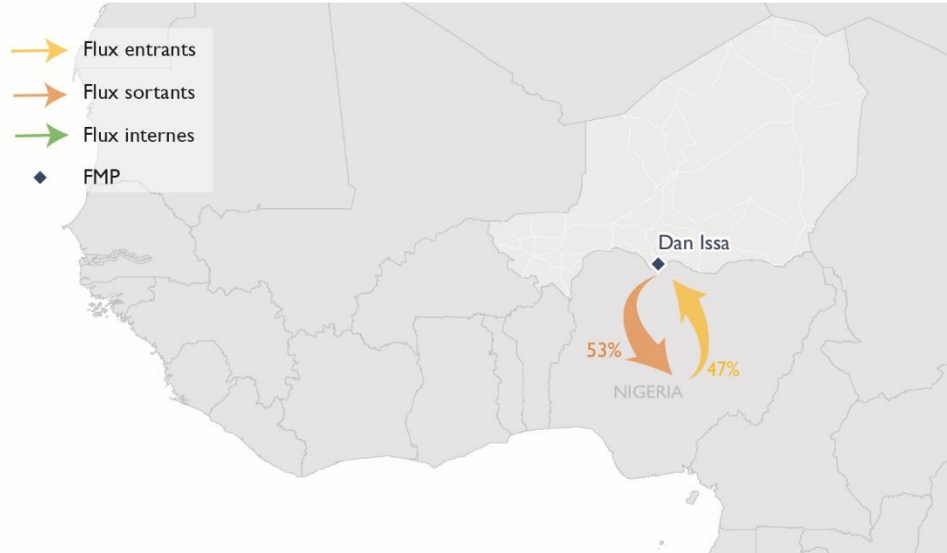 Flux entrants
Flux sortants
Flux internes
FMP
Dan Issa
53%
47%
NIGERIA